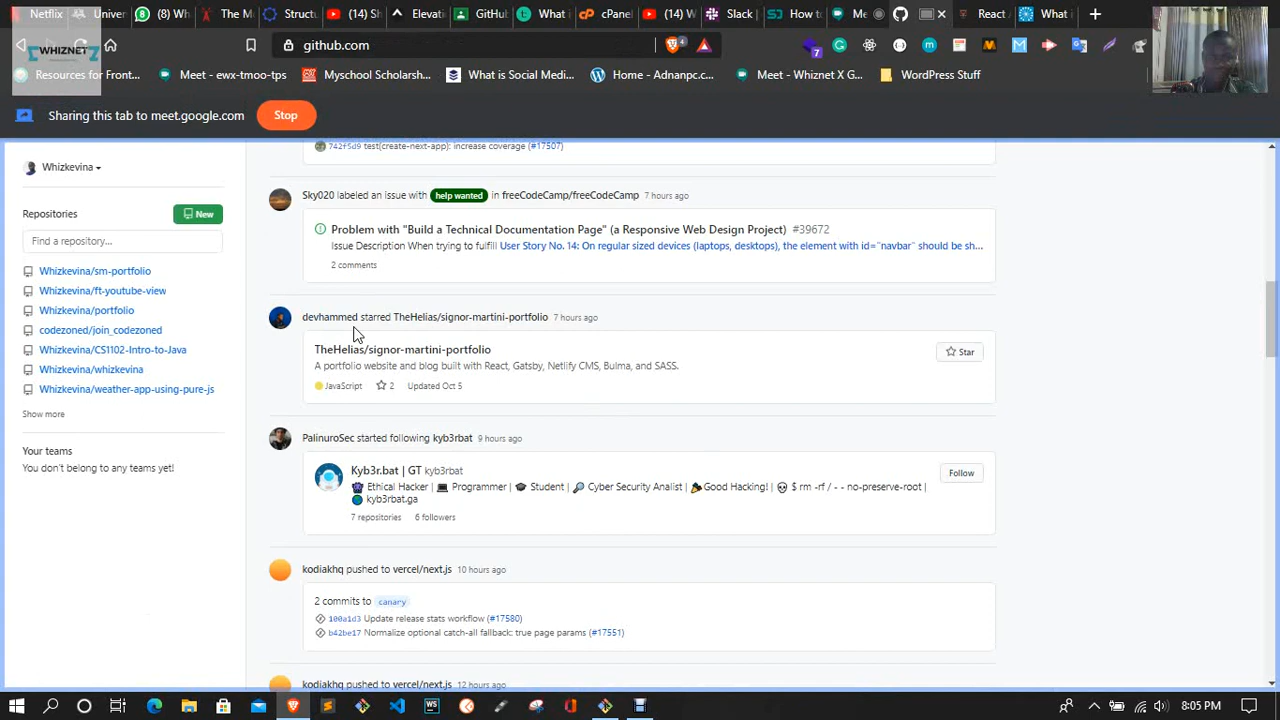 Netflix
Univer
(8) Wh
The M
Structu
(14) Sh
Elevat
GitHub
What i
cPanel
(14) W
Slack
How to
Me
React J
What i
WHIZNET
github.com
4
7
Resources for Front...
Meet - ewx-tmoo-tps
Myschool Scholarsh...
What is Social Medi...
Home - Adnanpc.co...
Meet - Whiznet X G...
WordPress Stuff
Sharing this tab to meet.google.com
Stop
Whizkevina
Repositories
New
Find a repository...
Whizkevina/sm-portfolio
Whizkevina/ft-youtube-view
Whizkevina/portfolio
codezoned/join_codezoned
Whizkevina/CS1102-Intro-to-Java
Whizkevina/whizkevina
Whizkevina/weather-app-using-pure-js
Show more
Your teams
You don't belong to any teams yet!
742f5d9 test(create-next-app): increase coverage (#17507)
Sky020 labeled an issue with help wanted in freeCodeCamp/freeCodeCamp 7 hours ago
Problem with "Build a Technical Documentation Page" (a Responsive Web Design Project) #39672
Issue Description When trying to fulfill User Story No. 14: On regular sized devices (laptops, desktops), the element with id="navbar" should be sh...
2 comments
devhammed starred TheHelias/signor-martini-portfolio 7 hours ago
TheHelias/signor-martini-portfolio
Star
A portfolio website and blog built with React, Gatsby, Netlify CMS, Bulma, and SASS.
JavaScript 2 Updated Oct 5
PalinuroSec started following kyb3rbat 9 hours ago
Kyb3r.bat | GT kyb3rbat
Follow
Ethical Hacker | Programmer | Student | Cyber Security Analist | Good Hacking! | $ rm -rf / - - no-preserve-root |
kyb3rbat.ga
7 repositories 6 followers
kodiakhq pushed to vercel/next.js 10 hours ago
2 commits to canary
100a1d3 Update release stats workflow (#17580)
b42be17 Normalize optional catch-all fallback: true page params (#17551)
kodiakhq pushed to vercel/next.js 12 hours ago
8:05 PM